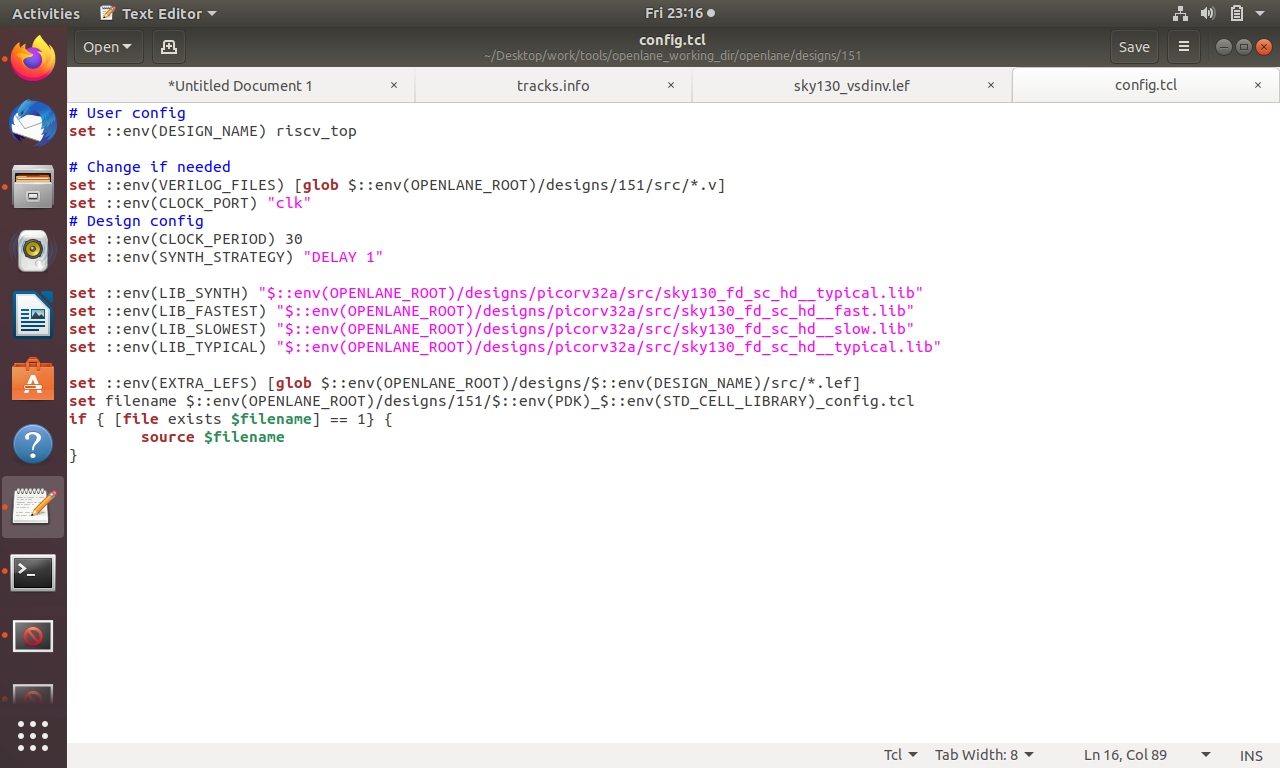 Activities
Text Editor
Fri 23:16
Open
config.tcl
~/Desktop/work/tools/openlane_working_dir/openlane/designs/151
Save
*Untitled Document 1
tracks.info
sky130_vsdinv.lef
config.tcl
# User config
set ::env(DESIGN_NAME) riscv_top
# Change if needed
set ::env(VERILOG_FILES) [glob $::env(OPENLANE_ROOT)/designs/151/src/*.v]
set ::env(CLOCK_PORT) "clk"
# Design config
set ::env(CLOCK_PERIOD) 30
set ::env(SYNTH_STRATEGY) "DELAY 1"
set ::env(LIB_SYNTH) "$::env(OPENLANE_ROOT)/designs/picorv32a/src/sky130_fd_sc_hd__typical.lib"
set ::env(LIB_FASTEST) "$::env(OPENLANE_ROOT)/designs/picorv32a/src/sky130_fd_sc_hd__fast.lib"
set ::env(LIB_SLOWEST) "$::env(OPENLANE_ROOT)/designs/picorv32a/src/sky130_fd_sc_hd__slow.lib"
set ::env(LIB_TYPICAL) "$::env(OPENLANE_ROOT)/designs/picorv32a/src/sky130_fd_sc_hd__typical.lib"
set ::env(EXTRA_LEFS) [glob $::env(OPENLANE_ROOT)/designs/$::env(DESIGN_NAME)/src/*.lef]
set filename $::env(OPENLANE_ROOT)/designs/151/$::env(PDK)_$::env(STD_CELL_LIBRARY)_config.tcl
if { [file exists $filename] == 1} {
        source $filename
}
Tcl
Tab Width: 8
Ln 16, Col 89
INS